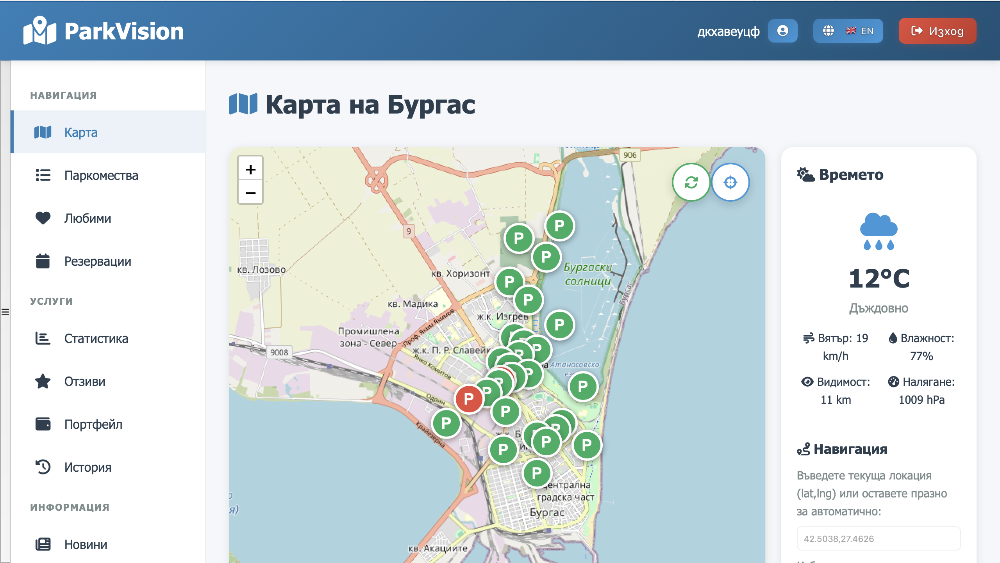 ParkVision
дкхавеуцф
EN
Изход
НАВИГАЦИЯ
Карта
Паркомества
Любими
Резервации
УСЛУГИ
Статистика
Отзиви
Портфейл
История
ИНФОРМАЦИЯ
Новини
Карта на Бургас
+
−
906
9
P
P
P
кв. Лозово
кв. Хоризонт
Бургаски
солници
P
P
Бургас
кв. Мадика
ж.к. Изгрев
Проф. Яким Якимов
P
Промишлена
зона - Север
ж.к. П. Р. Славейк
P
P
9008
Янко Комитов
Атанасовско
P
P
P
P
P
Одрин
P
P
Крайезерна
P
P
P
P
P
Централна
градска част
Бургас
кв. Акациите
я)
Времето
12°C
Дъждовно
Вятър: 19
km/h
Влажност:
77%
Видимост:
11 km
Налягане:
1009 hPa
Навигация
Въведете текуща локация
(lat,lng) или оставете празно
за автоматично:
42.5038,27.4626